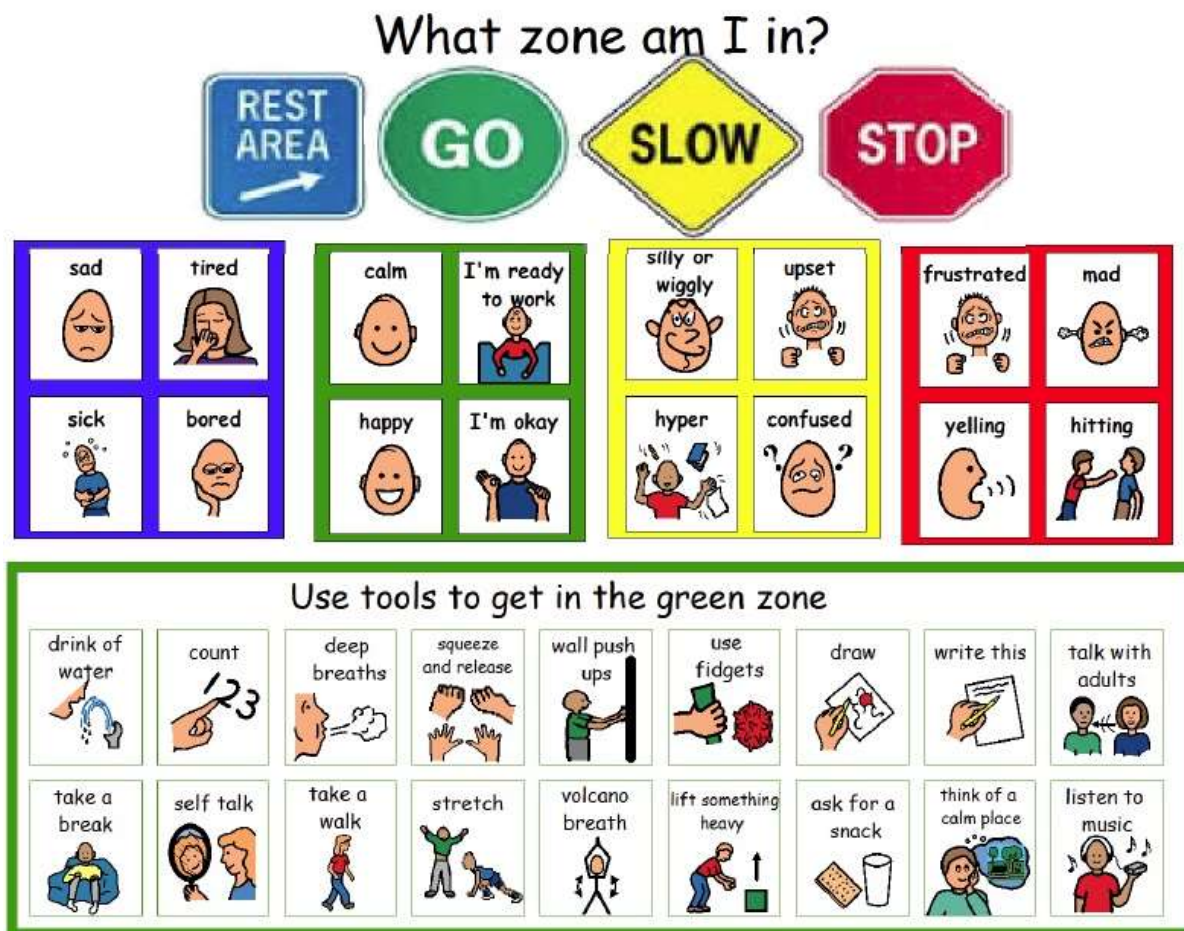 What zone am I in?
REST
AREA
GO
SLOW
STOP
sad
tired
sick
bored
calm
I'm ready
to work
happy
I'm okay
silly or
wiggly
upset
hyper
confused
frustrated
mad
yelling
hitting
Use tools to get in the green zone
drink of
water
count
123
deep
breaths
squeeze
and release
wall push
ups
use
fidgets
draw
write this
talk with
adults
take a
break
self talk
take a
walk
stretch
volcano
breath
lift something
heavy
ask for a
snack
think of a
calm place
listen to
music